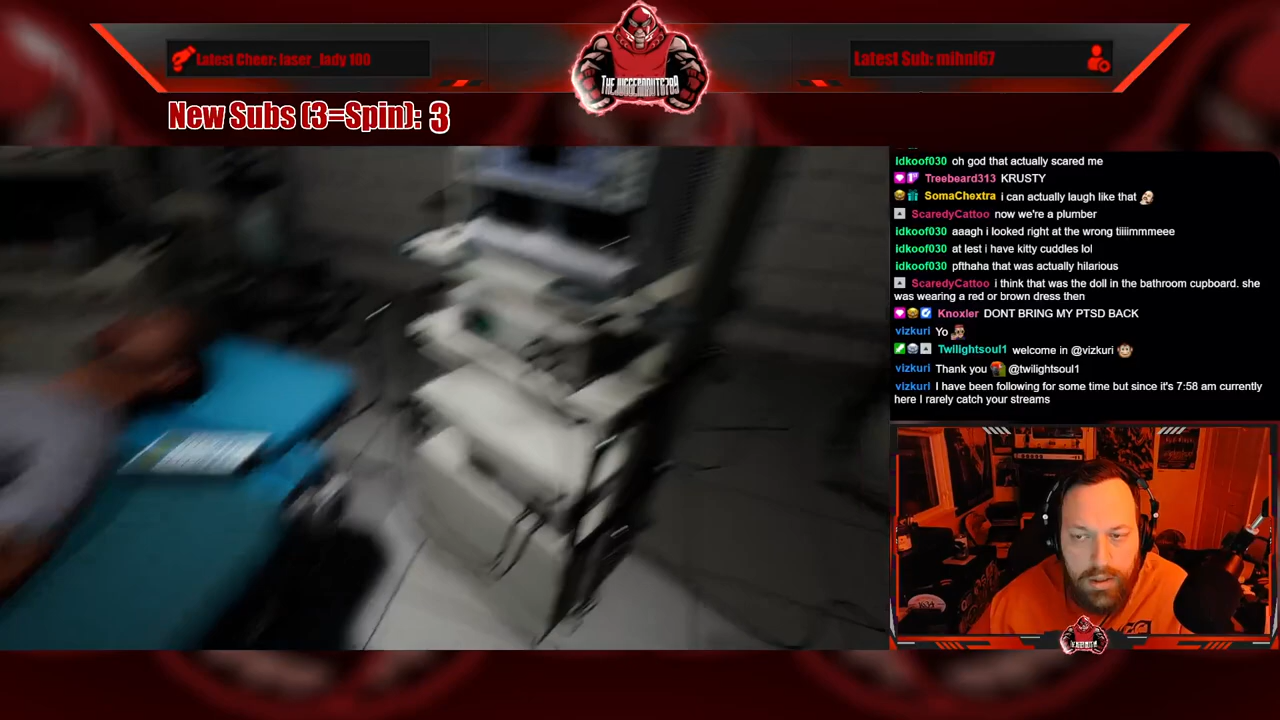 Latest Cheer: laser_lady 100
THEJUGGERNAUT6789
Latest Sub: mihni67
New Subs (3=Spin): 3
idkoof030 oh god that actually scared me
Treebeard313 KRUSTY
SomaChextra i can actually laugh like that
ScaredyCattoo now we're a plumber
idkoof030 aaagh i looked right at the wrong tiiiimmmeee
idkoof030 at lest i have kitty cuddles lol
idkoof030 pfthaha that was actually hilarious
ScaredyCattoo i think that was the doll in the bathroom cupboard. she
was wearing a red or brown dress then
Knoxler DONT BRING MY PTSD BACK
vizkuri Yo
Twilightsoul1 welcome in @vizkuri
vizkuri Thank you @twilightsoul1
vizkuri I have been following for some time but since it's 7:58 am currently
here I rarely catch your streams